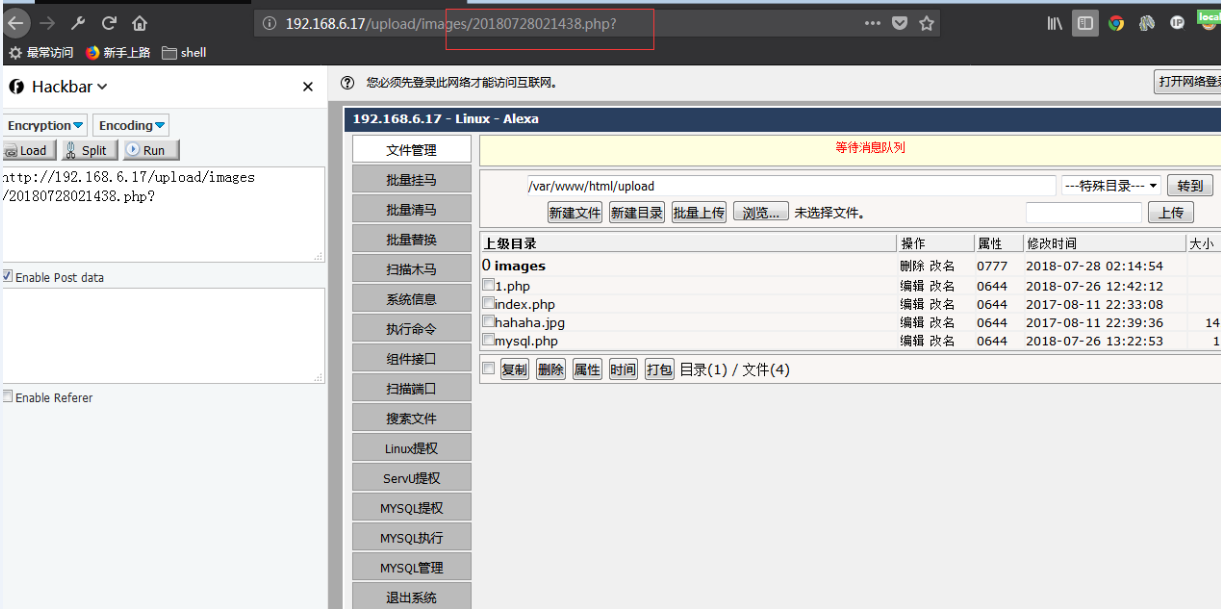 192.168.6.17/upload/images/20180728021438.php?
local
最常访问 新手上路 shell
Hackbar
您必须先登录此网络才能访问互联网。
打开网络登录
Encryption Encoding
Load Split Run
http://192.168.6.17/upload/images
/20180728021438.php?
Enable Post data
Enable Referer
192.168.6.17 - Linux - Alexa
文件管理
批量挂马
批量清马
批量替换
扫描木马
系统信息
执行命令
组件接口
扫描端口
搜索文件
Linux提权
ServU提权
MYSQL提权
MYSQL执行
MYSQL管理
退出系统
等待消息队列
/var/www/html/upload ---特殊目录--- 转到
新建文件 新建目录 批量上传 浏览... 未选择文件。 上传
上级目录 操作 属性 修改时间 大小
0 images 删除 改名 0777 2018-07-28 02:14:54
1.php 编辑 改名 0644 2018-07-26 12:42:12
index.php 编辑 改名 0644 2017-08-11 22:33:08
hahaha.jpg 编辑 改名 0644 2017-08-11 22:39:36 14
mysql.php 编辑 改名 0644 2018-07-26 13:22:53 1
复制 删除 属性 时间 打包 目录(1) / 文件(4)